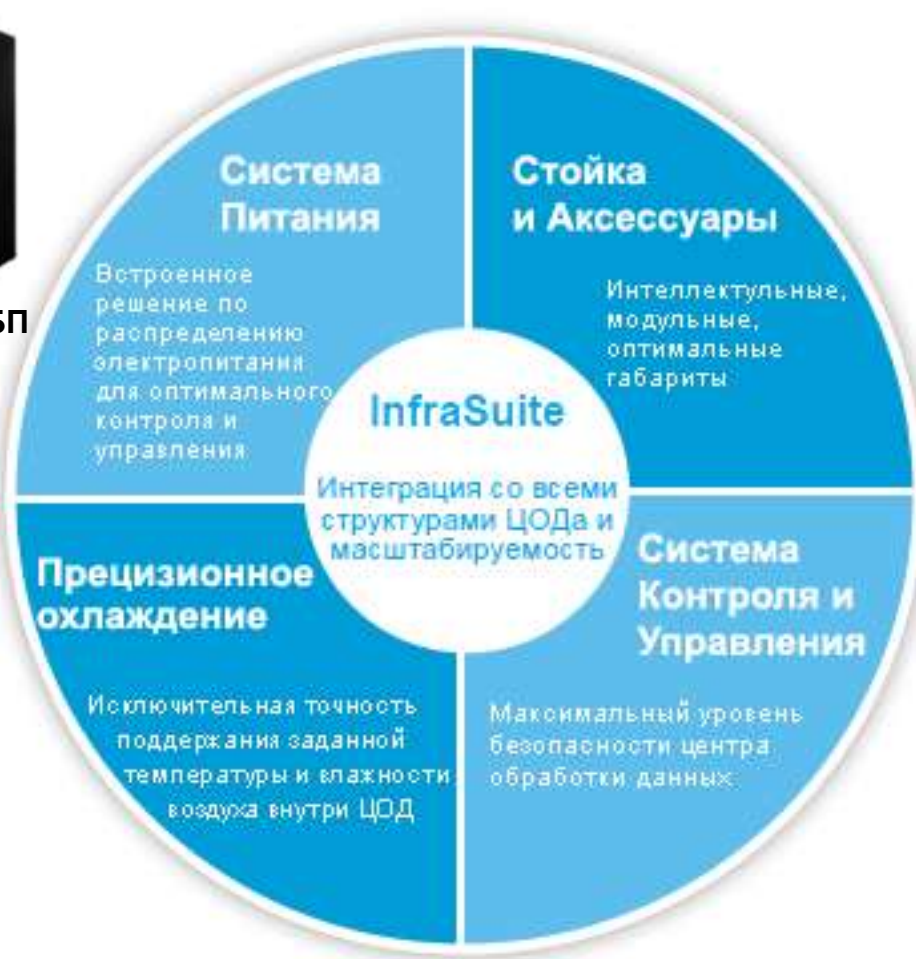 Система
Питания
Встроенное
решение по
распределению
электропитания
для оптимального
контроля и
управления
Стойка
и Аксессуары
Интеллектульные,
модульные,
оптимальные
габариты
InfraSuite
Интеграция со всеми
структурами ЦОДа и
масштабируемость
Прецизионное
охлаждение
Исключительная точность
поддержания заданной
температуры и влажности
воздуха внутри ЦОД
Система
Контроля и
Управления
Максимальный уровень
безопасности центра
обработки данных